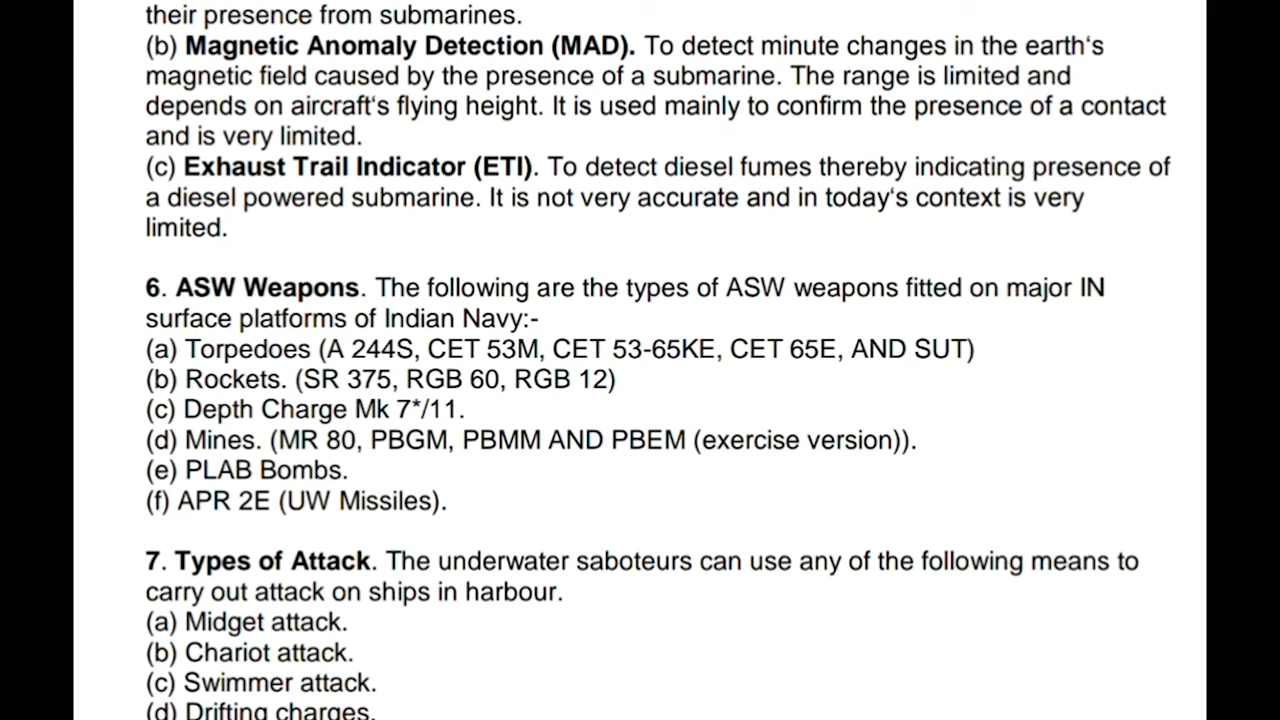 their presence from submarines.
(b) Magnetic Anomaly Detection (MAD). To detect minute changes in the earth‘s
magnetic field caused by the presence of a submarine. The range is limited and
depends on aircraft‘s flying height. It is used mainly to confirm the presence of a contact
and is very limited.
(c) Exhaust Trail Indicator (ETI). To detect diesel fumes thereby indicating presence of
a diesel powered submarine. It is not very accurate and in today‘s context is very
limited.
6. ASW Weapons. The following are the types of ASW weapons fitted on major IN
surface platforms of Indian Navy:-
(a) Torpedoes (A 244S, CET 53M, CET 53-65KE, CET 65E, AND SUT)
(b) Rockets. (SR 375, RGB 60, RGB 12)
(c) Depth Charge Mk 7*/11.
(d) Mines. (MR 80, PBGM, PBMM AND PBEM (exercise version)).
(e) PLAB Bombs.
(f) APR 2E (UW Missiles).
7. Types of Attack. The underwater saboteurs can use any of the following means to
carry out attack on ships in harbour.
(a) Midget attack.
(b) Chariot attack.
(c) Swimmer attack.
(d) Drifting charges.